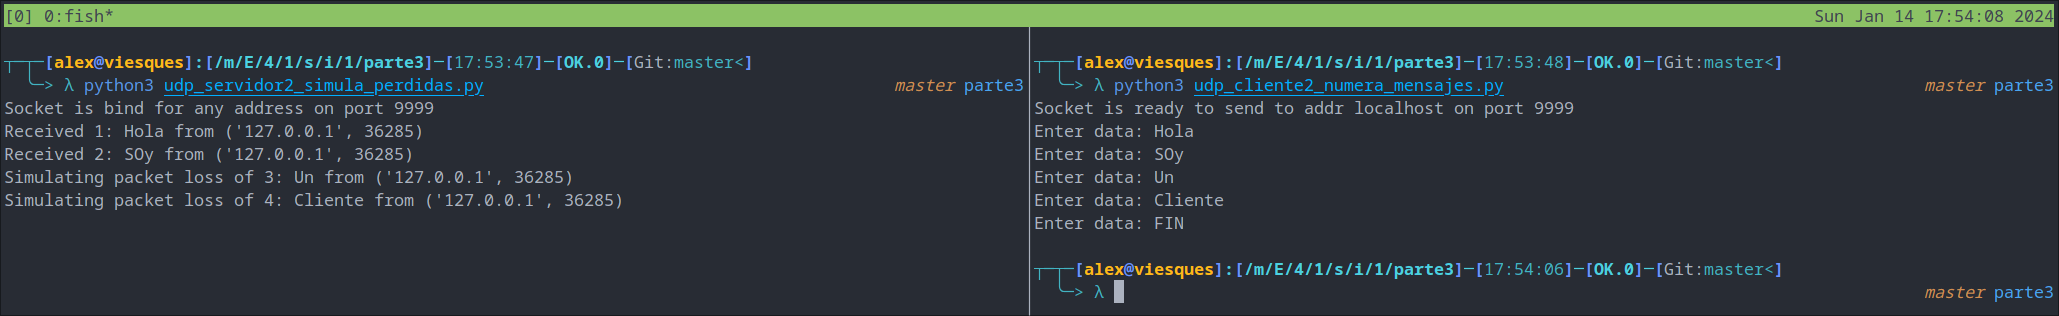 [0] 0:fish* Sun Jan 14 17:54:08 2024
┬─┬─[alex@viesques]:[/m/E/4/1/s/i/1/parte3]─[17:53:47]─[OK.0]─[Git:master<]
╰─> λ python3 udp_servidor2_simula_perdidas.py master parte3
Socket is bind for any address on port 9999
Received 1: Hola from ('127.0.0.1', 36285)
Received 2: SOy from ('127.0.0.1', 36285)
Simulating packet loss of 3: Un from ('127.0.0.1', 36285)
Simulating packet loss of 4: Cliente from ('127.0.0.1', 36285)
┬─┬─[alex@viesques]:[/m/E/4/1/s/i/1/parte3]─[17:53:48]─[OK.0]─[Git:master<]
╰─> λ python3 udp_cliente2_numera_mensajes.py master parte3
Socket is ready to send to addr localhost on port 9999
Enter data: Hola
Enter data: SOy
Enter data: Un
Enter data: Cliente
Enter data: FIN
┬─┬─[alex@viesques]:[/m/E/4/1/s/i/1/parte3]─[17:54:06]─[OK.0]─[Git:master<]
╰─> λ master parte3